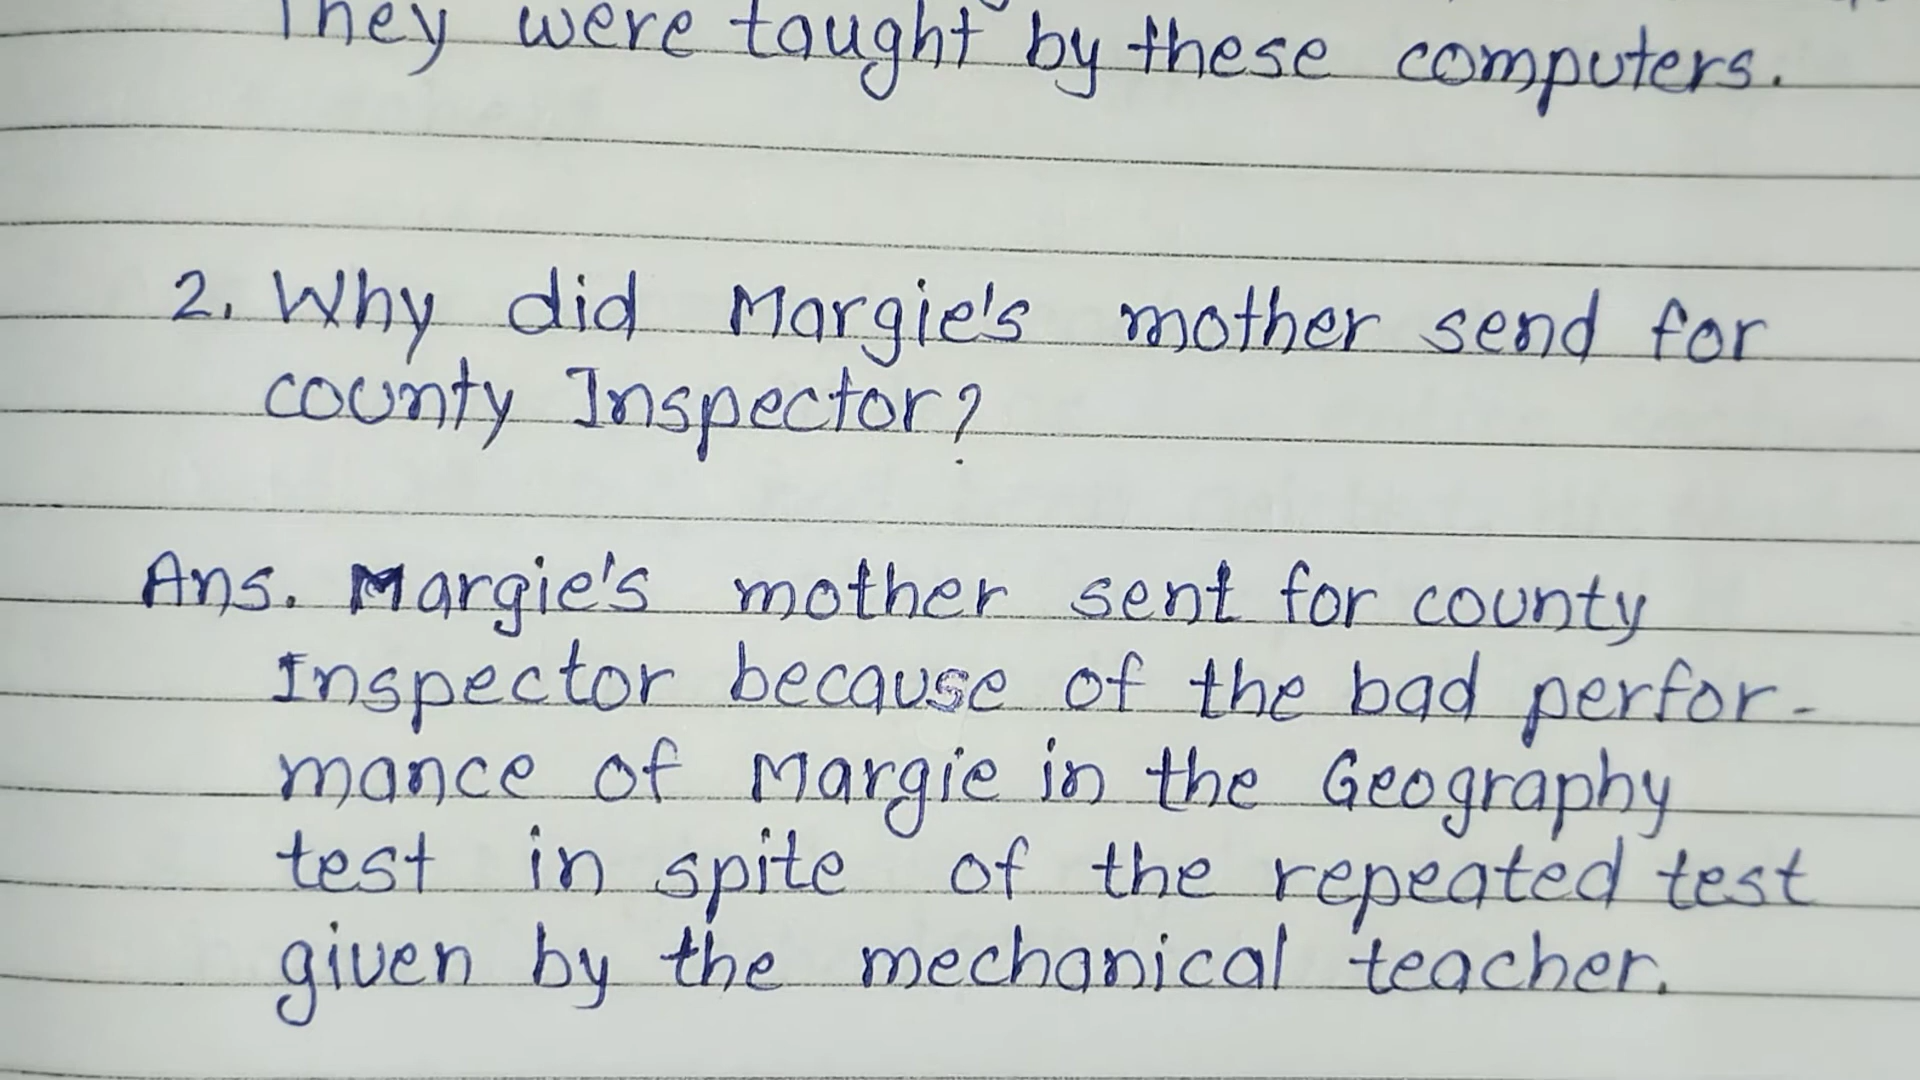 They were taught by these computers.
2. Why did Margie's mother send for
county Inspector?
Ans. Margie's mother sent for county
Inspector because of the bad perfor-
mance of Margie in the Geography
test in spite of the repeated test
given by the mechanical teacher.